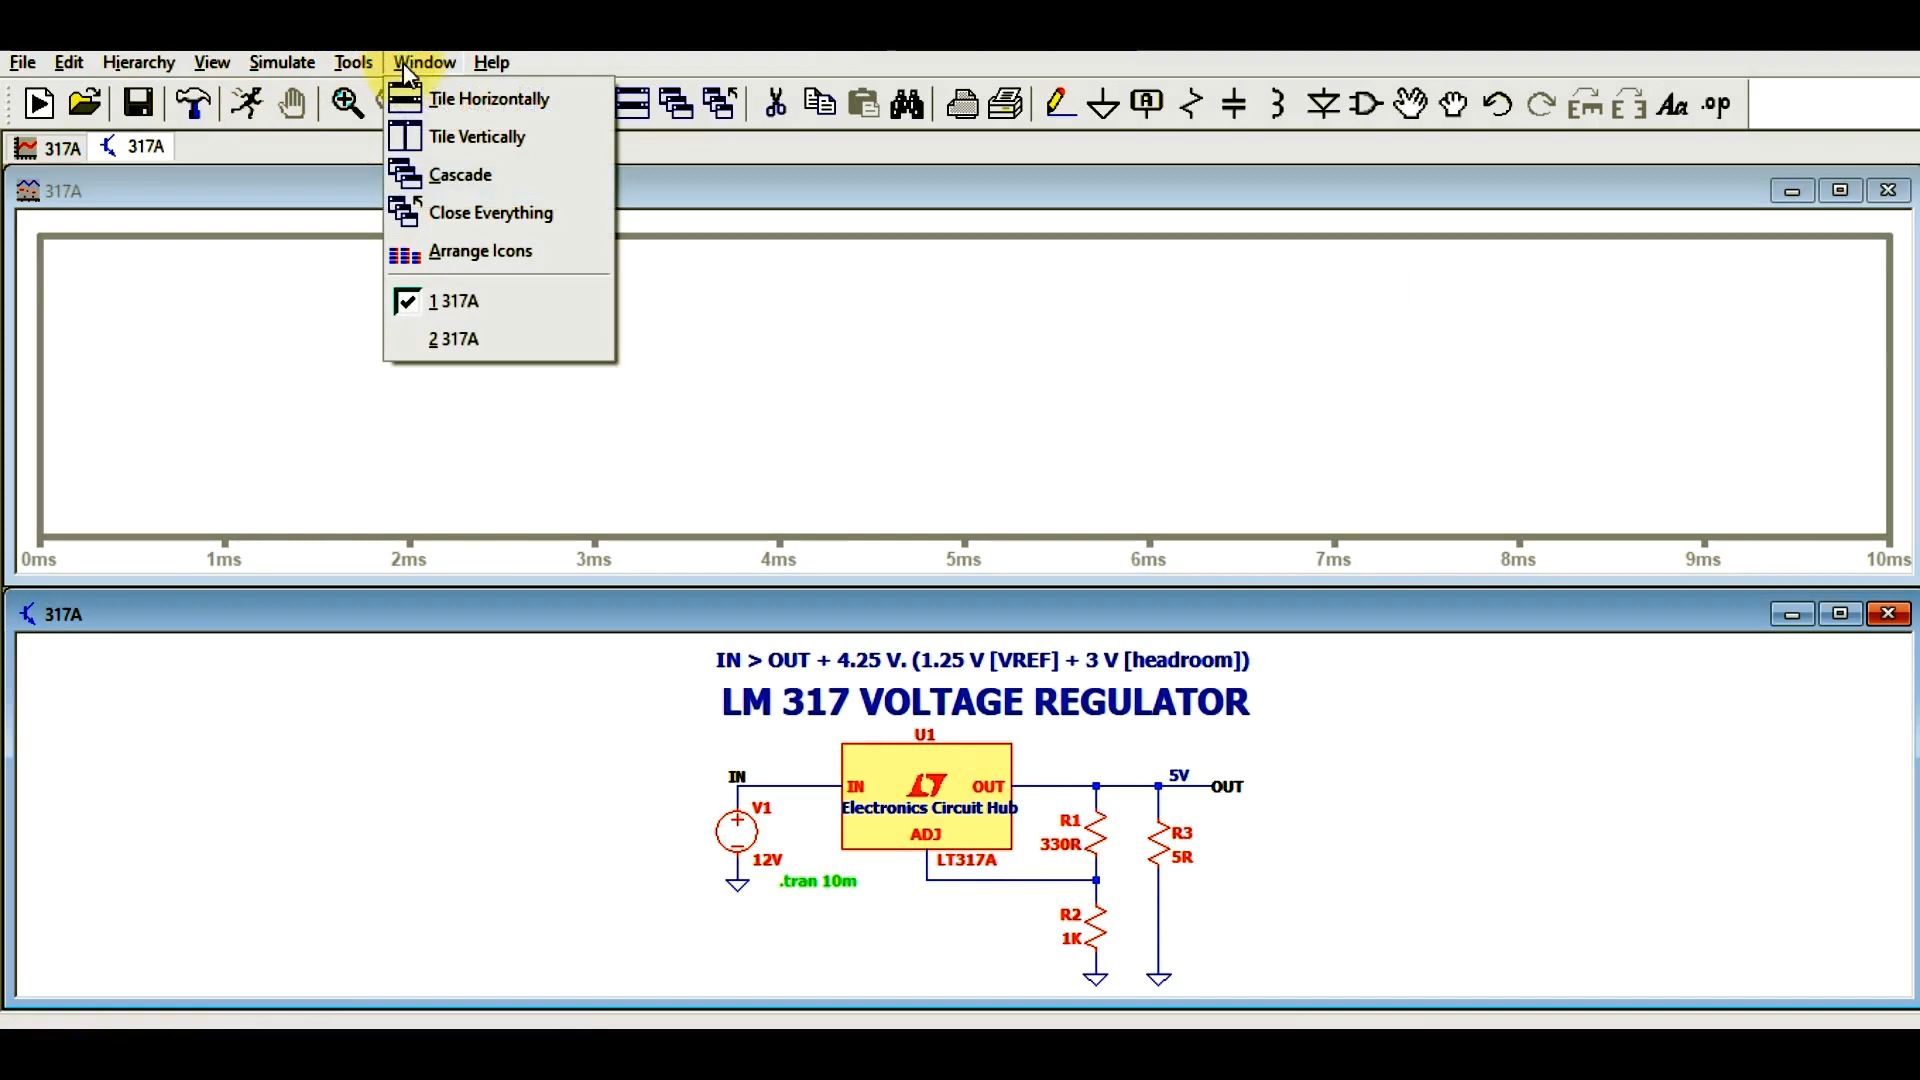 File Edit Hierarchy View Simulate Tools Window Help
Tile Horizontally
Tile Vertically
Cascade
Close Everything
Arrange Icons
1 317A
2 317A
A
Aa .op
317A 317A
317A
0ms 1ms 2ms 3ms 4ms 5ms 6ms 7ms 8ms 9ms 10ms
317A
IN > OUT + 4.25 V. (1.25 V [VREF] + 3 V [headroom])
LM 317 VOLTAGE REGULATOR
U1
IN
IN OUT
5V
OUT
Electronics Circuit Hub
V1
ADJ
R1
330R
R3
5R
12V
LT317A
.tran 10m
R2
1K